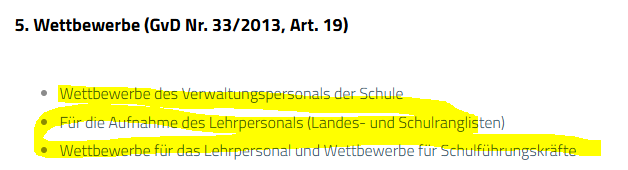 5. Wettbewerbe (GvD Nr. 33/2013, Art. 19)
Wettbewerbe des Verwaltungspersonals der Schule
Für die Aufnahme des Lehrpersonals (Landes- und Schulranglisten)
Wettbewerbe für das Lehrpersonal und Wettbewerbe für Schulführungskräfte